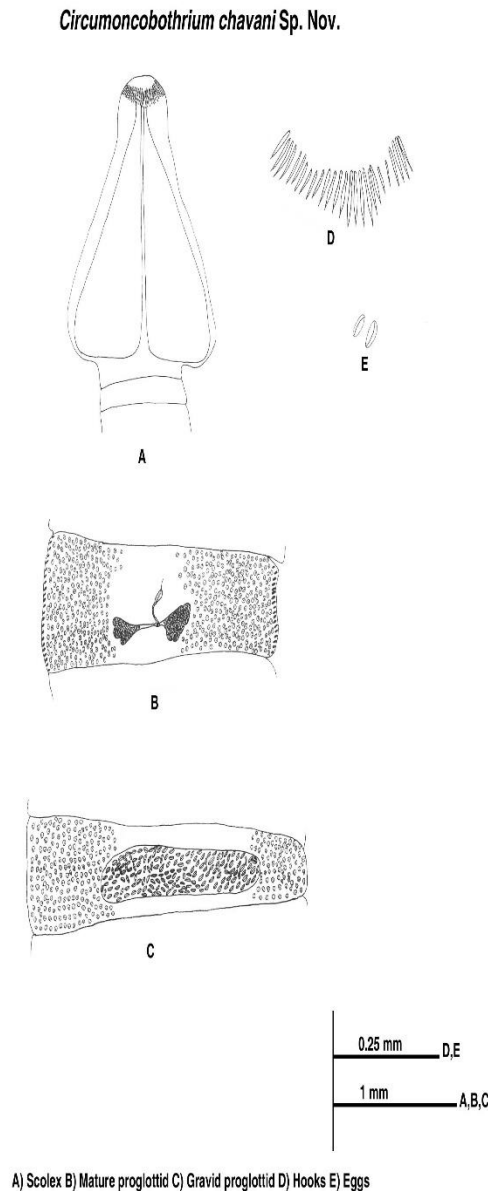 Circumoncobothrium chavani Sp. Nov.
A
D
E
B
C
0.25 mm
D,E
1 mm
A,B,C
A) Scolex B) Mature proglottid C) Gravid proglottid D) Hooks E) Eggs